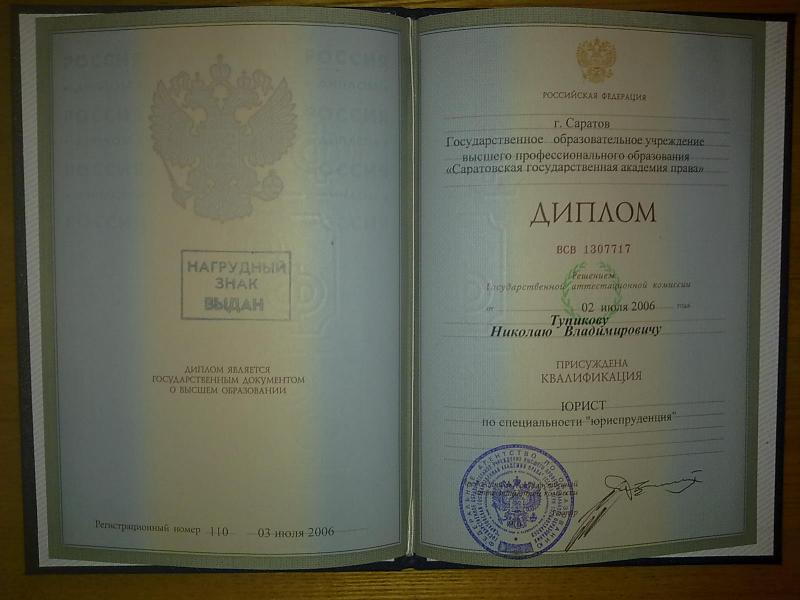 НАГРУДНЫЙ
ЗНАК
ВЫДАН
ДИПЛОМ ЯВЛЯЕТСЯ
ГОСУДАРСТВЕННЫМ ДОКУМЕНТОМ
О ВЫСШЕМ ОБРАЗОВАНИИ
Регистрационный номер 110 03 июля 2006
РОССИЙСКАЯ ФЕДЕРАЦИЯ
г. Саратов
Государственное образовательное учреждение
высшего профессионального образования
«Саратовская государственная академия права»
ДИПЛОМ
ВСВ 1307717
Решением
Государственной аттестационной комиссии
от 02 июля 2006 года
Тупикову
Николаю Владимировичу
ПРИСУЖДЕНА
КВАЛИФИКАЦИЯ
ЮРИСТ
по специальности "юриспруденция"